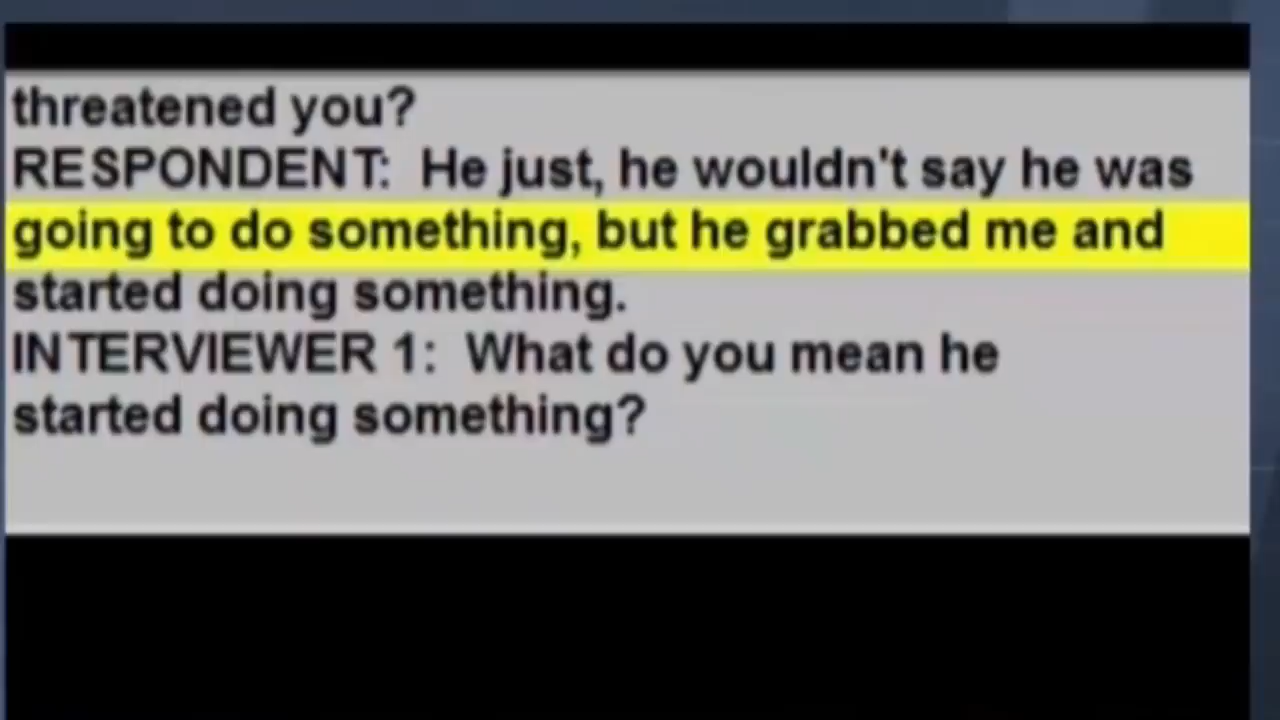 threatened you?
RESPONDENT:  He just, he wouldn't say he was
going to do something, but he grabbed me and
started doing something.
INTERVIEWER 1:  What do you mean he
started doing something?